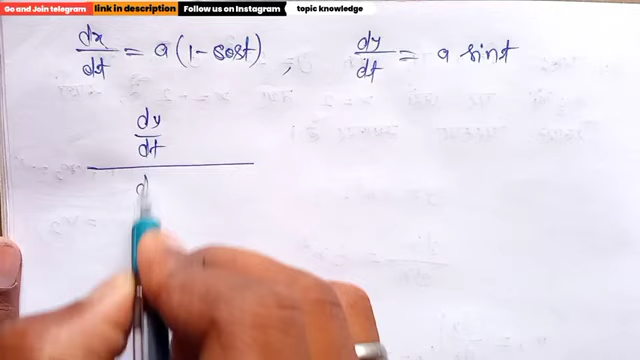 Go and Join telegram link in description Follow us on Instagram topic knowledge
dx/dt = a(1-cost), dy/dt = a sint
dy
dt
d